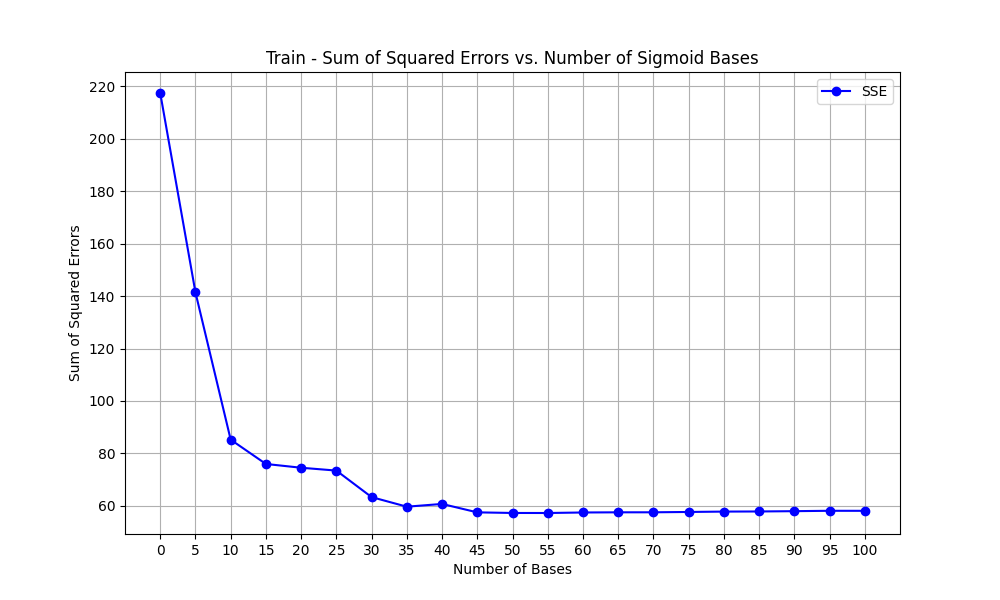 Train - Sum of Squared Errors vs. Number of Sigmoid Bases
SSE
Sum of Squared Errors
220
200
180
160
140
120
100
80
60
0 5 10 15 20 25 30 35 40 45 50 55 60 65 70 75 80 85 90 95 100
Number of Bases